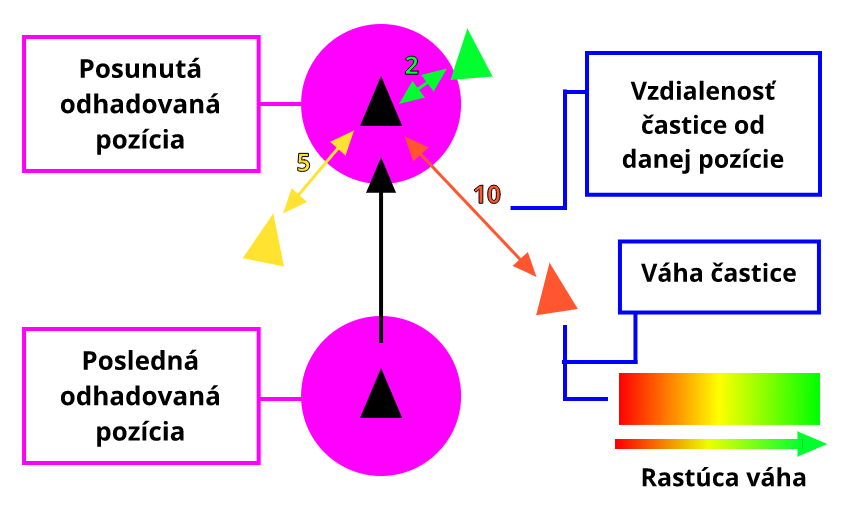 Posunutá
odhadovaná
pozícia
2
5
10
Vzdialenosť
častice od
danej pozície
Váha častice
Posledná
odhadovaná
pozícia
Rastúca váha